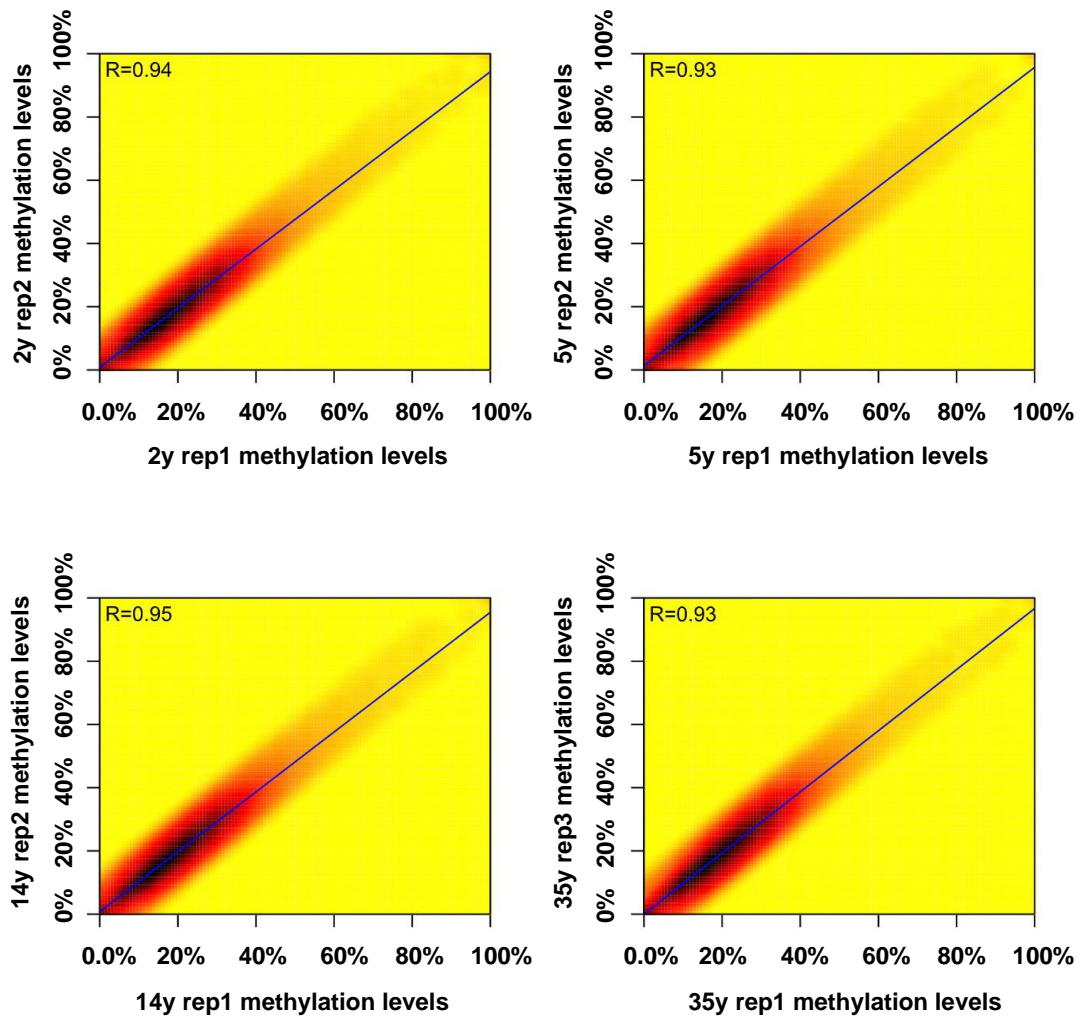 R=0.94
100%
80%
60%
40%
20%
0%
2y rep2 methylation levels
0.0% 20% 40% 60% 80% 100%
2y rep1 methylation levels
R=0.93
100%
80%
60%
40%
20%
0%
5y rep2 methylation levels
0.0% 20% 40% 60% 80% 100%
5y rep1 methylation levels
R=0.95
100%
80%
60%
40%
20%
0%
14y rep2 methylation levels
0.0% 20% 40% 60% 80% 100%
14y rep1 methylation levels
R=0.93
100%
80%
60%
40%
20%
0%
35y rep3 methylation levels
0.0% 20% 40% 60% 80% 100%
35y rep1 methylation levels